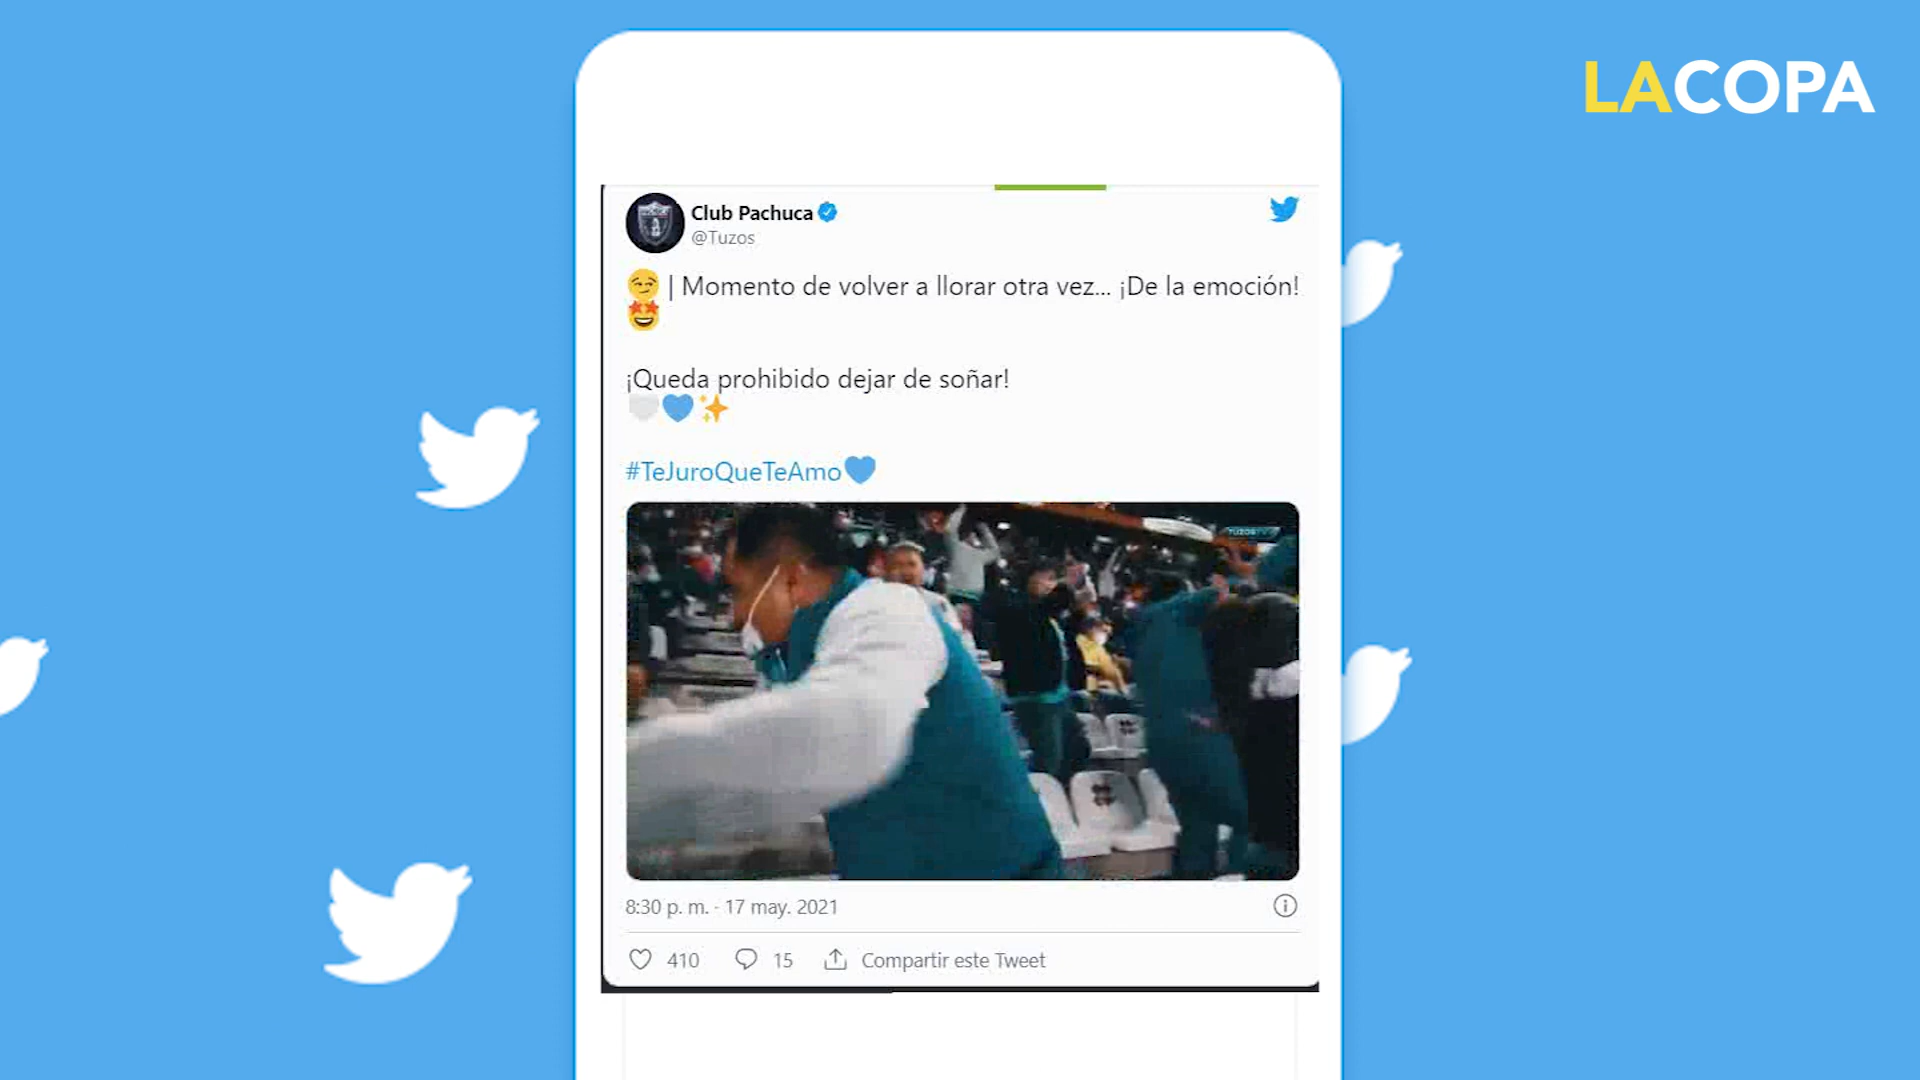 LACOPA
Club Pachuca
@Tuzos
| Momento de volver a llorar otra vez... ¡De la emoción!
¡Queda prohibido dejar de soñar!
#TeJuroQueTeAmo
TUZOSTV
8:30 p. m. · 17 may. 2021
410 15 Compartir este Tweet